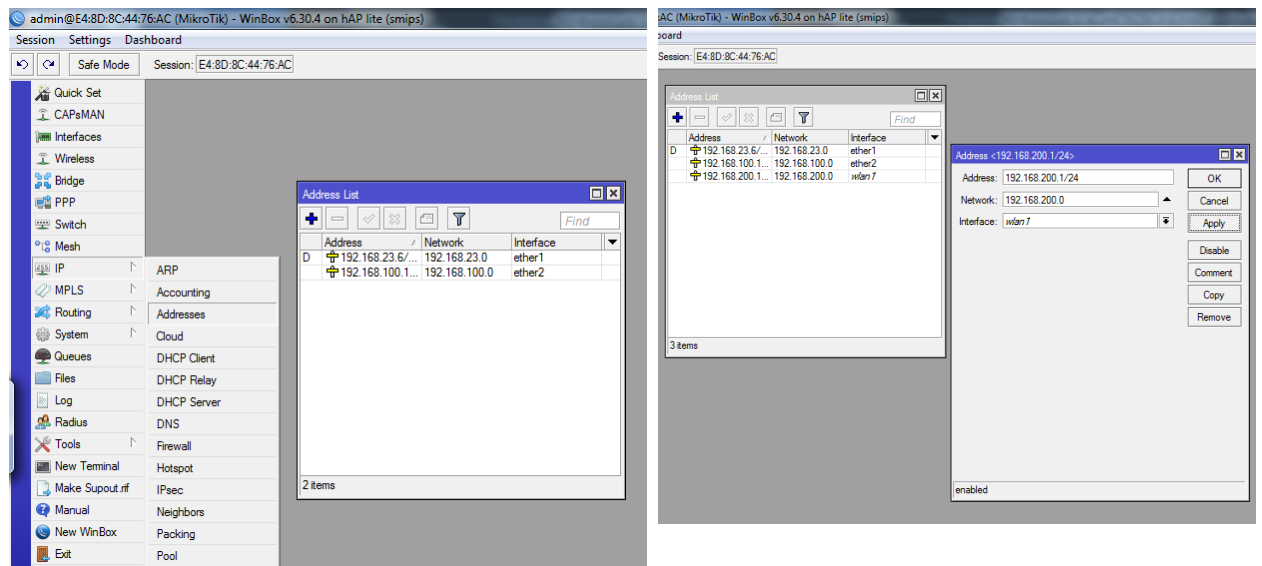 admin@E4:8D:8C:44:76:AC (MikroTik) - WinBox v6.30.4 on hAP lite (smips)
Session Settings Dashboard
Safe Mode Session: E4:8D:8C:44:76:AC
Quick Set
CAPsMAN
Interfaces
Wireless
Bridge
PPP
Switch
Mesh
IP
MPLS
Routing
System
Queues
Files
Log
Radius
Tools
New Terminal
Make Supout.rif
Manual
New WinBox
Exit
ARP
Accounting
Addresses
Cloud
DHCP Client
DHCP Relay
DHCP Server
DNS
Firewall
Hotspot
IPsec
Neighbors
Packing
Pool
Address List
Find
Address Network Interface
D 192.168.23.6/... 192.168.23.0 ether1
192.168.100.1... 192.168.100.0 ether2
2 items
:AC (MikroTik) - WinBox v6.30.4 on hAP lite (smips)
board
Session: E4:8D:8C:44:76:AC
Address List
Find
Address Network Interface
D 192.168.23.6/... 192.168.23.0 ether1
192.168.100.1... 192.168.100.0 ether2
192.168.200.1... 192.168.200.0 wlan1
3 items
Address <192.168.200.1/24>
Address: 192.168.200.1/24
Network: 192.168.200.0
Interface: wlan1
OK
Cancel
Apply
Disable
Comment
Copy
Remove
enabled